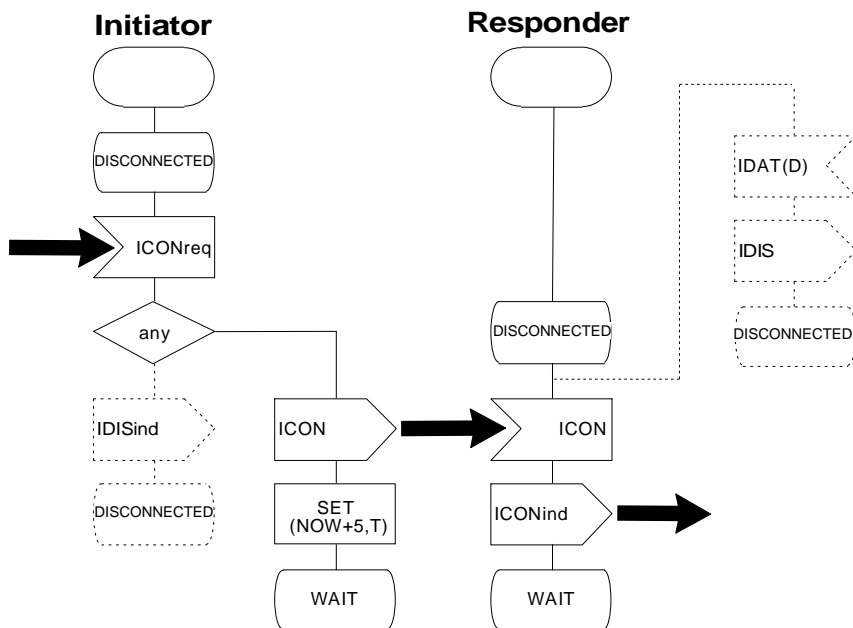 Initiator
Responder
DISCONNECTED
ICONreq
any
IDISind
DISCONNECTED
ICON
SET
(NOW+5,T)
WAIT
DISCONNECTED
ICON
ICONind
WAIT
IDAT(D)
IDIS
DISCONNECTED